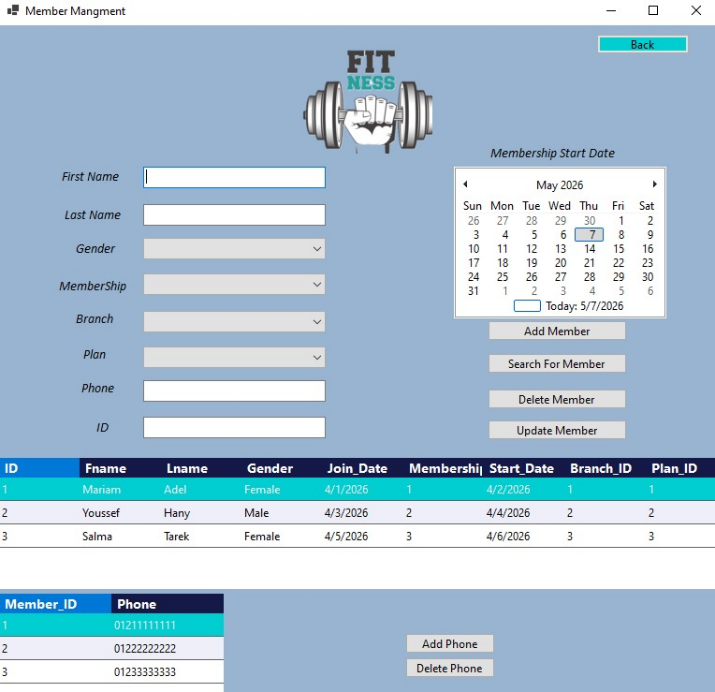 Member Mangment
Back
FIT
NESS
Membership Start Date
First Name
Last Name
Gender
MemberShip
Branch
Plan
Phone
ID
May 2026
Sun Mon Tue Wed Thu Fri Sat
26 27 28 29 30 1 2
3 4 5 6 7 8 9
10 11 12 13 14 15 16
17 18 19 20 21 22 23
24 25 26 27 28 29 30
31 1 2 3 4 5 6
Today: 5/7/2026
Add Member
Search For Member
Delete Member
Update Member
ID Fname Lname Gender Join_Date Membership Start_Date Branch_ID Plan_ID
1 Mariam Adel Female 4/1/2026 1 4/2/2026 1 1
2 Youssef Hany Male 4/3/2026 2 4/4/2026 2 2
3 Salma Tarek Female 4/5/2026 3 4/6/2026 3 3
Member_ID Phone
1 01211111111
2 01222222222
3 01233333333
Add Phone
Delete Phone